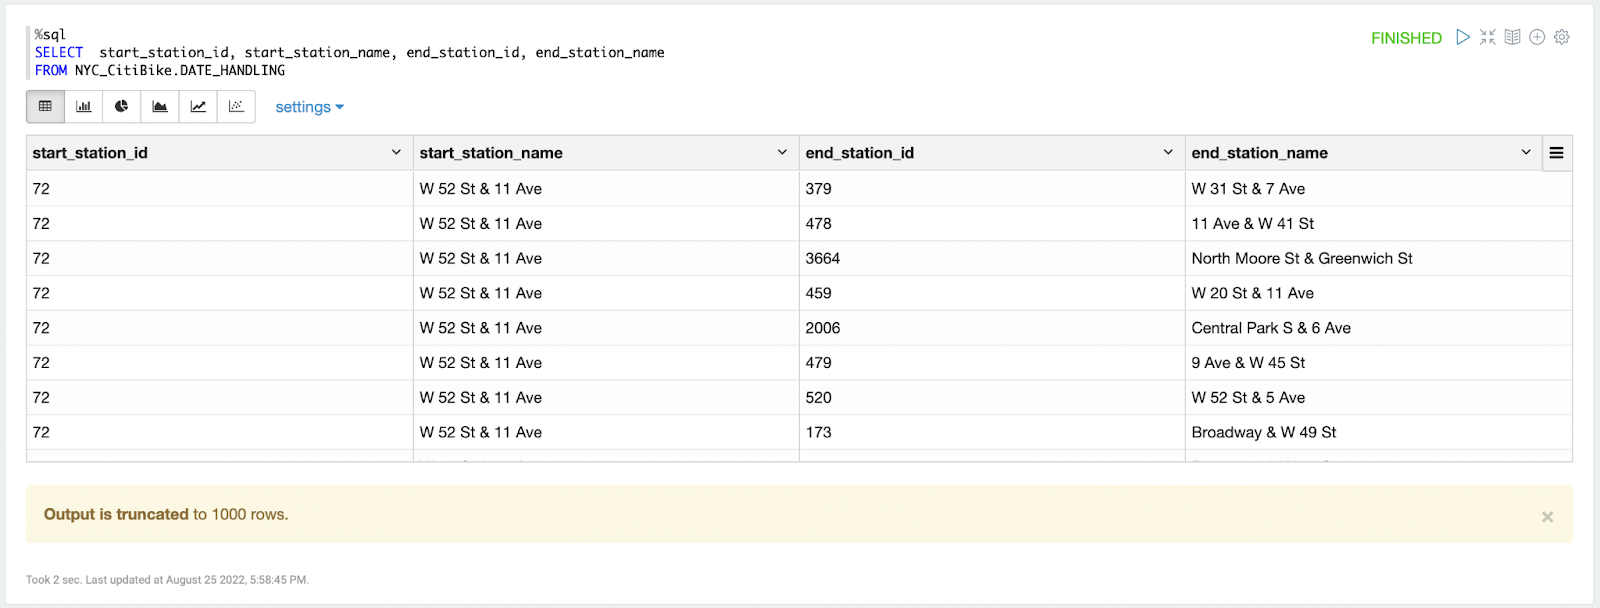 %sql
SELECT  start_station_id, start_station_name, end_station_id, end_station_name
FROM NYC_CitiBike.DATE_HANDLING
FINISHED
settings
start_station_id start_station_name end_station_id end_station_name
72 W 52 St & 11 Ave 379 W 31 St & 7 Ave
72 W 52 St & 11 Ave 478 11 Ave & W 41 St
72 W 52 St & 11 Ave 3664 North Moore St & Greenwich St
72 W 52 St & 11 Ave 459 W 20 St & 11 Ave
72 W 52 St & 11 Ave 2006 Central Park S & 6 Ave
72 W 52 St & 11 Ave 479 9 Ave & W 45 St
72 W 52 St & 11 Ave 520 W 52 St & 5 Ave
72 W 52 St & 11 Ave 173 Broadway & W 49 St
Output is truncated to 1000 rows.
Took 2 sec. Last updated at August 25 2022, 5:58:45 PM.